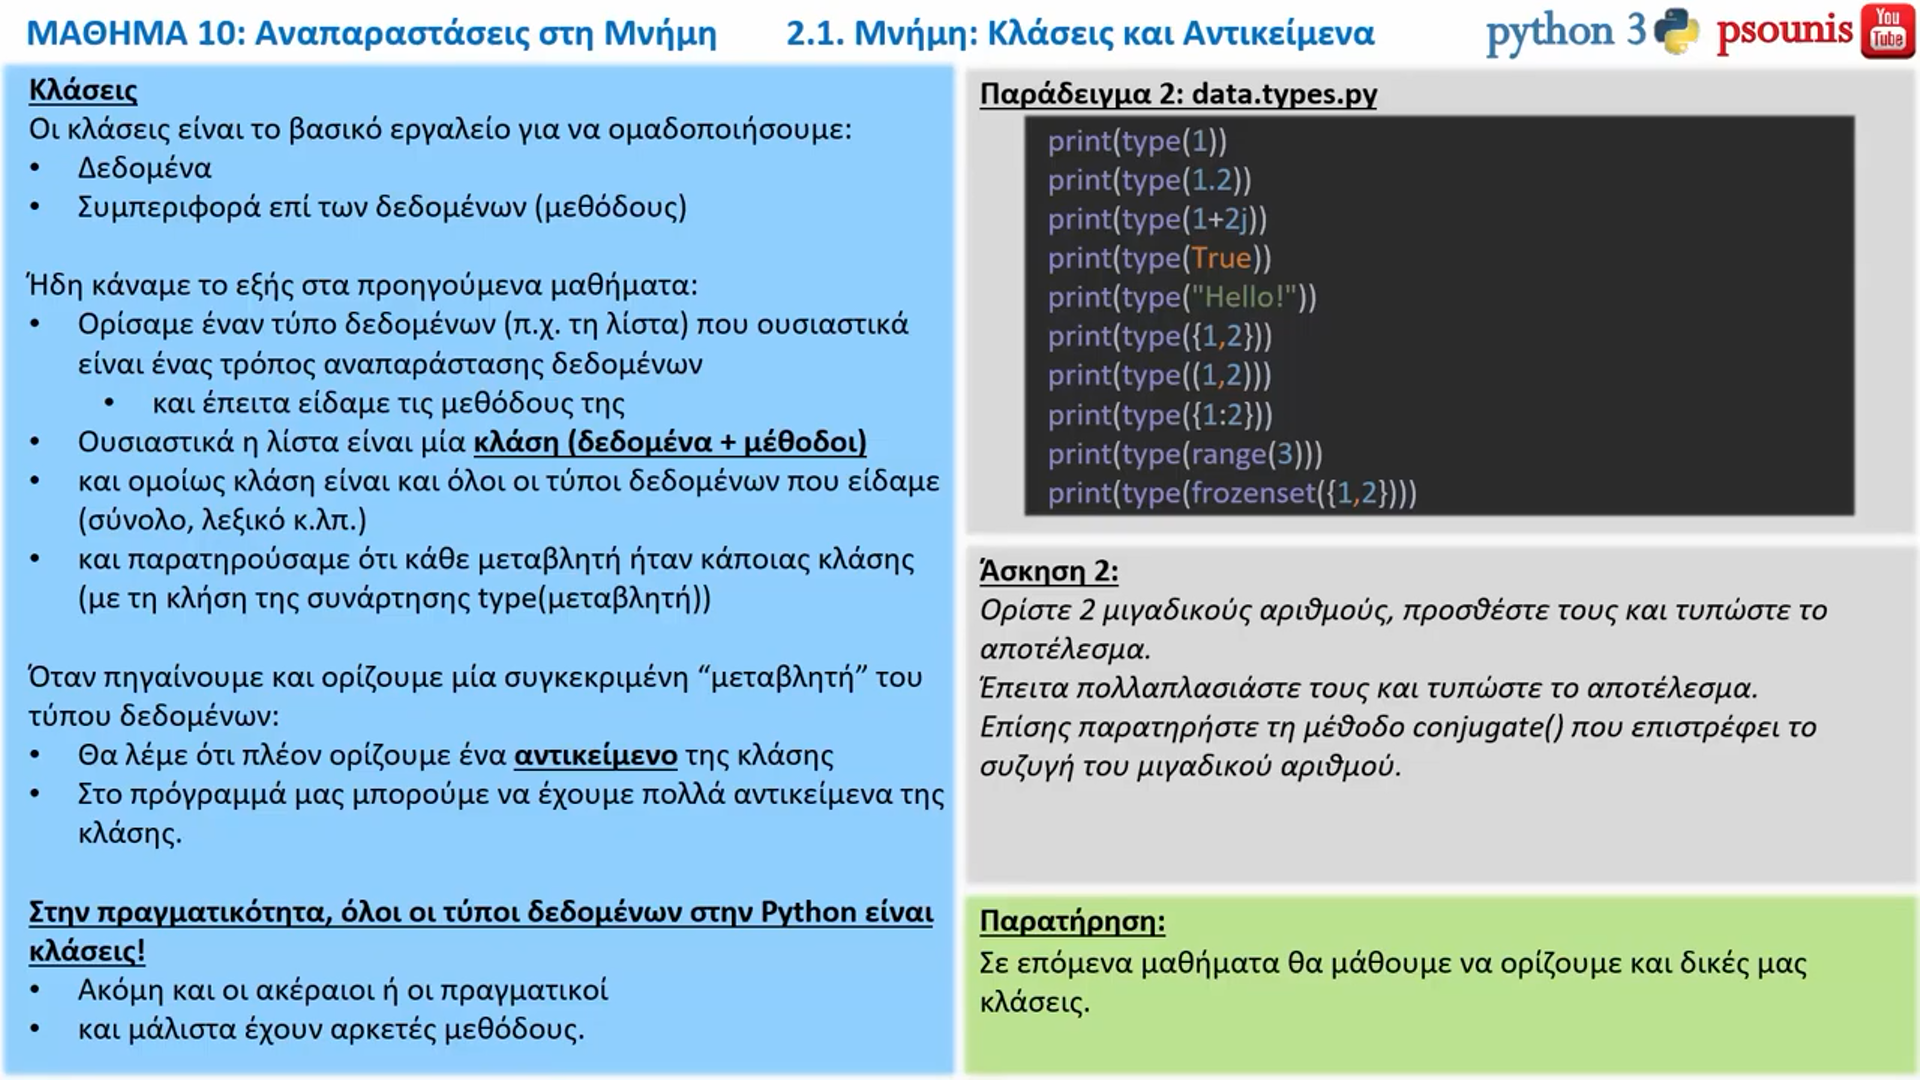 ΜΑΘΗΜΑ 10: Αναπαραστάσεις στη Μνήμη 2.1. Μνήμη: Κλάσεις και Αντικείμενα python 3 psounis You Tube
Κλάσεις
Οι κλάσεις είναι το βασικό εργαλείο για να ομαδοποιήσουμε:
• Δεδομένα
• Συμπεριφορά επί των δεδομένων (μεθόδους)
Ήδη κάναμε το εξής στα προηγούμενα μαθήματα:
• Ορίσαμε έναν τύπο δεδομένων (π.χ. τη λίστα) που ουσιαστικά
είναι ένας τρόπος αναπαράστασης δεδομένων
• και έπειτα είδαμε τις μεθόδους της
• Ουσιαστικά η λίστα είναι μία κλάση (δεδομένα + μέθοδοι)
• και ομοίως κλάση είναι και όλοι οι τύποι δεδομένων που είδαμε
(σύνολο, λεξικό κ.λπ.)
• και παρατηρούσαμε ότι κάθε μεταβλητή ήταν κάποιας κλάσης
(με τη κλήση της συνάρτησης type(μεταβλητή))
Όταν πηγαίνουμε και ορίζουμε μία συγκεκριμένη “μεταβλητή” του
τύπου δεδομένων:
• Θα λέμε ότι πλέον ορίζουμε ένα αντικείμενο της κλάσης
• Στο πρόγραμμά μας μπορούμε να έχουμε πολλά αντικείμενα της
κλάσης.
Στην πραγματικότητα, όλοι οι τύποι δεδομένων στην Python είναι
κλάσεις!
• Ακόμη και οι ακέραιοι ή οι πραγματικοί
• και μάλιστα έχουν αρκετές μεθόδους.
Παράδειγμα 2: data.types.py
print(type(1))
print(type(1.2))
print(type(1+2j))
print(type(True))
print(type("Hello!"))
print(type({1,2}))
print(type((1,2)))
print(type({1:2}))
print(type(range(3)))
print(type(frozenset({1,2})))
Άσκηση 2:
Ορίστε 2 μιγαδικούς αριθμούς, προσθέστε τους και τυπώστε το
αποτέλεσμα.
Έπειτα πολλαπλασιάστε τους και τυπώστε το αποτέλεσμα.
Επίσης παρατηρήστε τη μέθοδο conjugate() που επιστρέφει το
συζυγή του μιγαδικού αριθμού.
Παρατήρηση:
Σε επόμενα μαθήματα θα μάθουμε να ορίζουμε και δικές μας
κλάσεις.